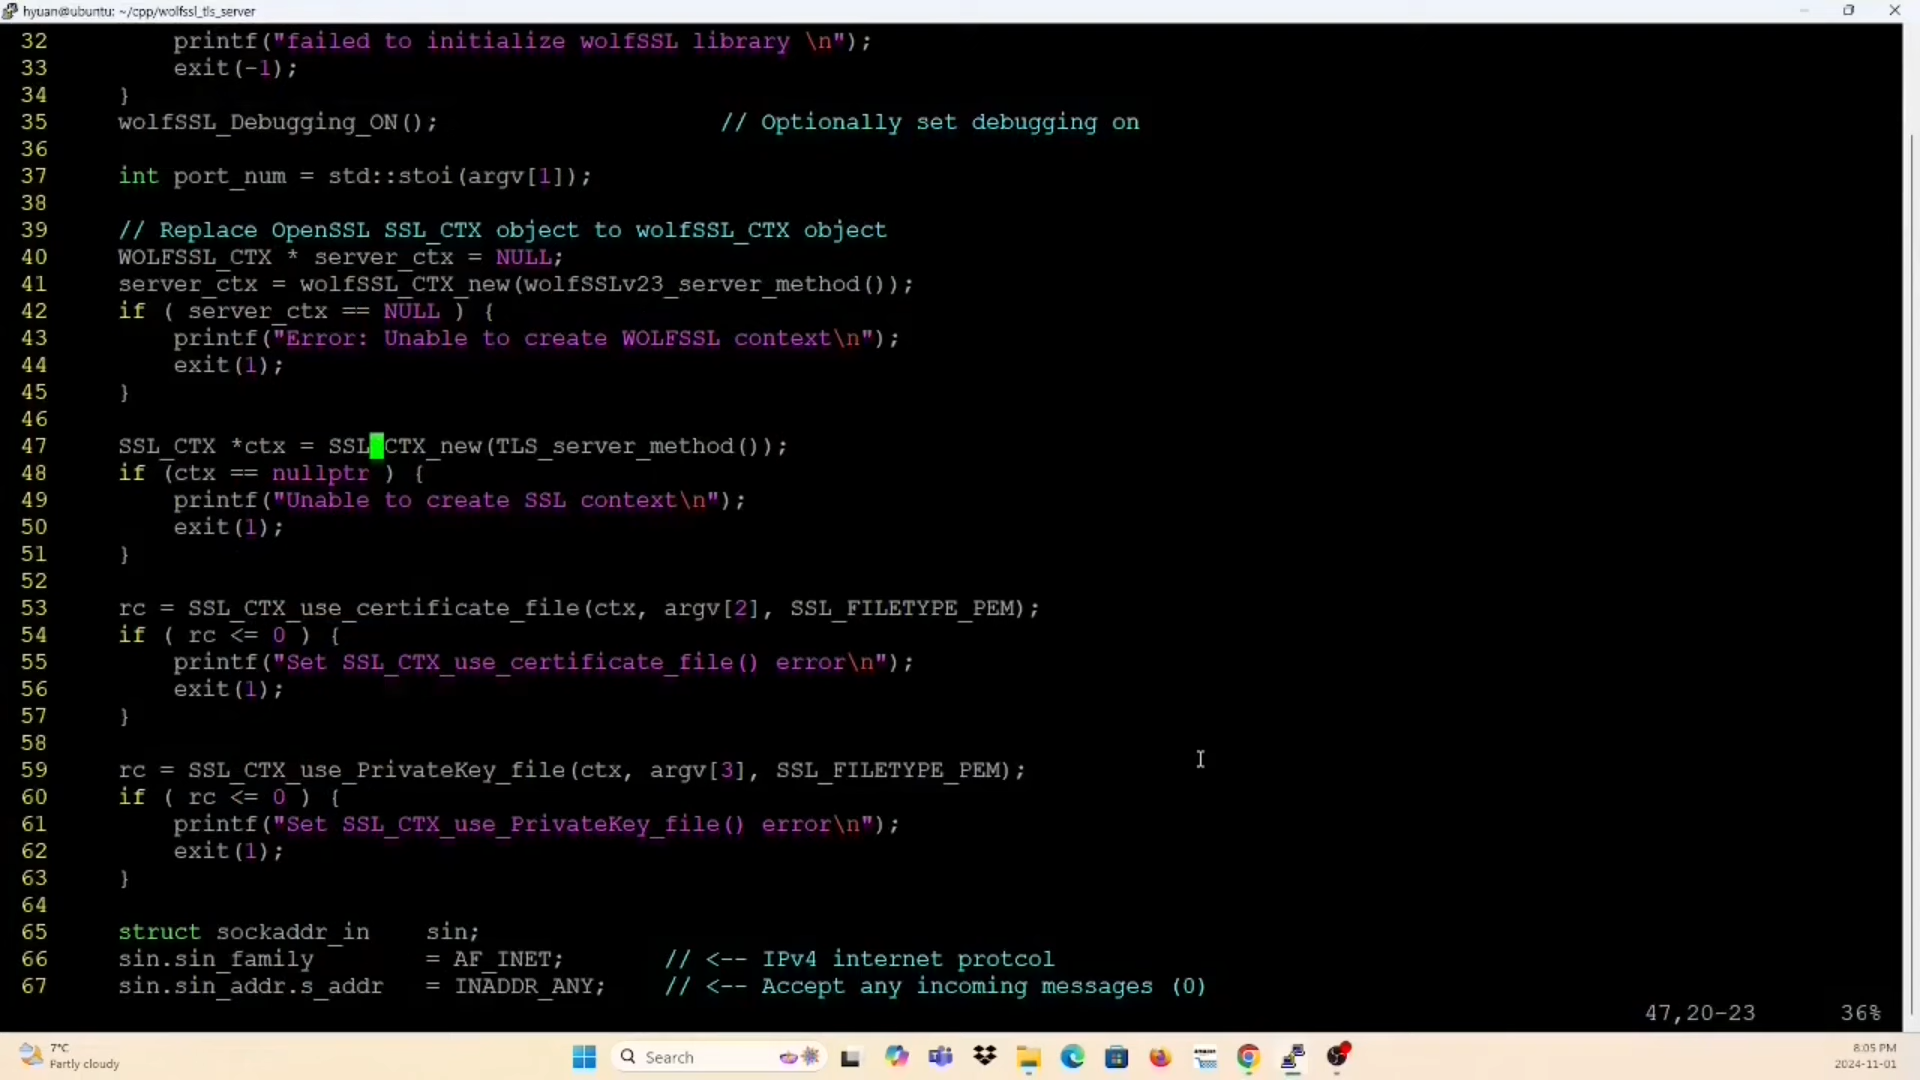 hyuan@ubuntu: ~/cpp/wolfssl_tls_server
32 printf("failed to initialize wolfSSL library \n");
33 exit(-1);
34 }
35 wolfSSL_Debugging_ON(); // Optionally set debugging on
36
37 int port_num = std::stoi(argv[1]);
38
39 // Replace OpenSSL SSL_CTX object to wolfSSL_CTX object
40 WOLFSSL_CTX * server_ctx = NULL;
41 server_ctx = wolfSSL_CTX_new(wolfSSLv23_server_method());
42 if ( server_ctx == NULL ) {
43 printf("Error: Unable to create WOLFSSL context\n");
44 exit(1);
45 }
46
47 SSL_CTX *ctx = SSL_CTX_new(TLS_server_method());
48 if (ctx == nullptr ) {
49 printf("Unable to create SSL context\n");
50 exit(1);
51 }
52
53 rc = SSL_CTX_use_certificate_file(ctx, argv[2], SSL_FILETYPE_PEM);
54 if ( rc <= 0 ) {
55 printf("Set SSL_CTX_use_certificate_file() error\n");
56 exit(1);
57 }
58
59 rc = SSL_CTX_use_PrivateKey_file(ctx, argv[3], SSL_FILETYPE_PEM);
60 if ( rc <= 0 ) {
61 printf("Set SSL_CTX_use_PrivateKey_file() error\n");
62 exit(1);
63 }
64
65 struct sockaddr_in sin;
66 sin.sin_family = AF_INET; // <-- IPv4 internet protcol
67 sin.sin_addr.s_addr = INADDR_ANY; // <-- Accept any incoming messages (0)
47,20-23 36%
7°C
Partly cloudy
Search
amazon
8:05 PM
2024-11-01